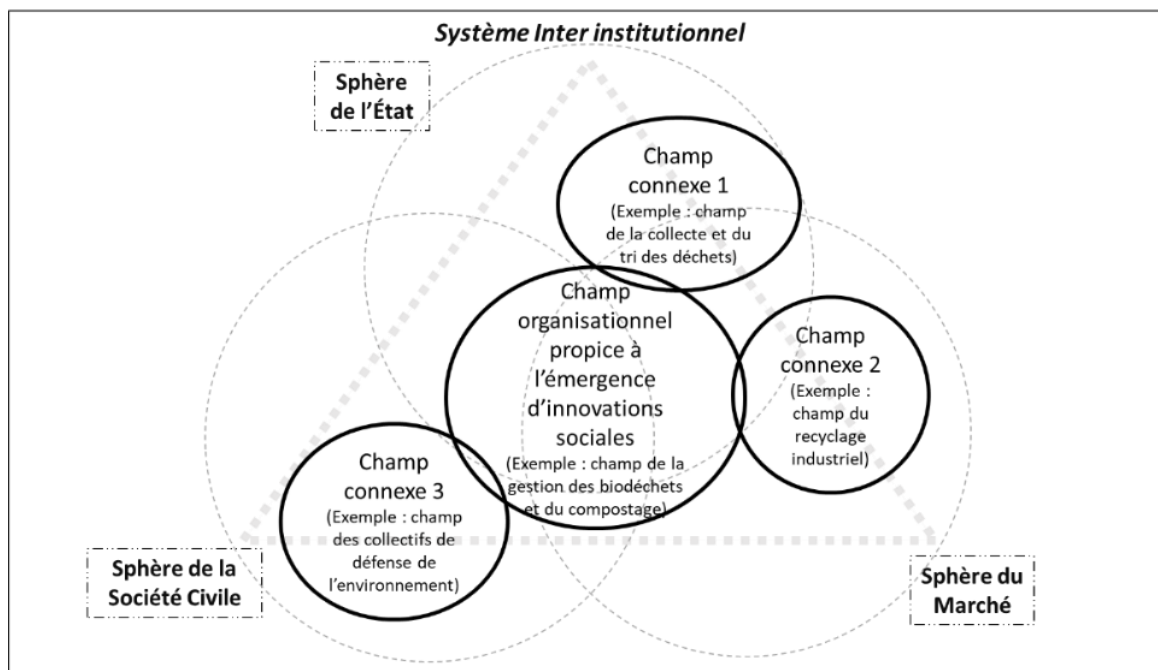 Système Inter institutionnel
Sphère
de l'État
Champ
connexe 1
(Exemple : champ
de la collecte et du
tri des déchets)
Champ
organisationnel
propice à
l'émergence
d'innovations
sociales
(Exemple : champ de la
gestion des biodéchets
et du compostage)
Champ
connexe 2
(Exemple :
champ du
recyclage
industriel)
Champ
connexe 3
(Exemple : champ
des collectifs de
défense de
l'environnement)
Sphère de la
Société Civile
Sphère du
Marché